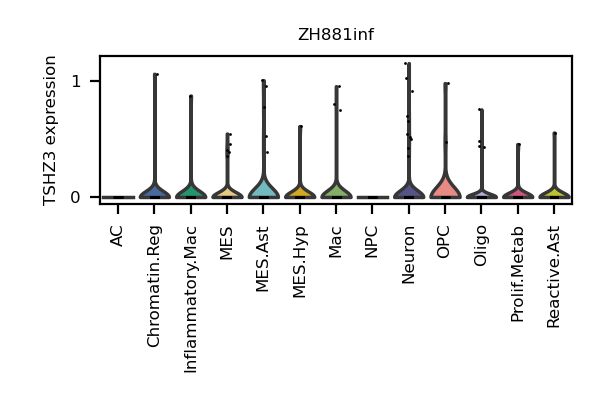 ZH881inf
TSHZ3 expression
1
0
AC
Chromatin.Reg
Inflammatory.Mac
MES
MES.Ast
MES.Hyp
Mac
NPC
Neuron
OPC
Oligo
Prolif.Metab
Reactive.Ast